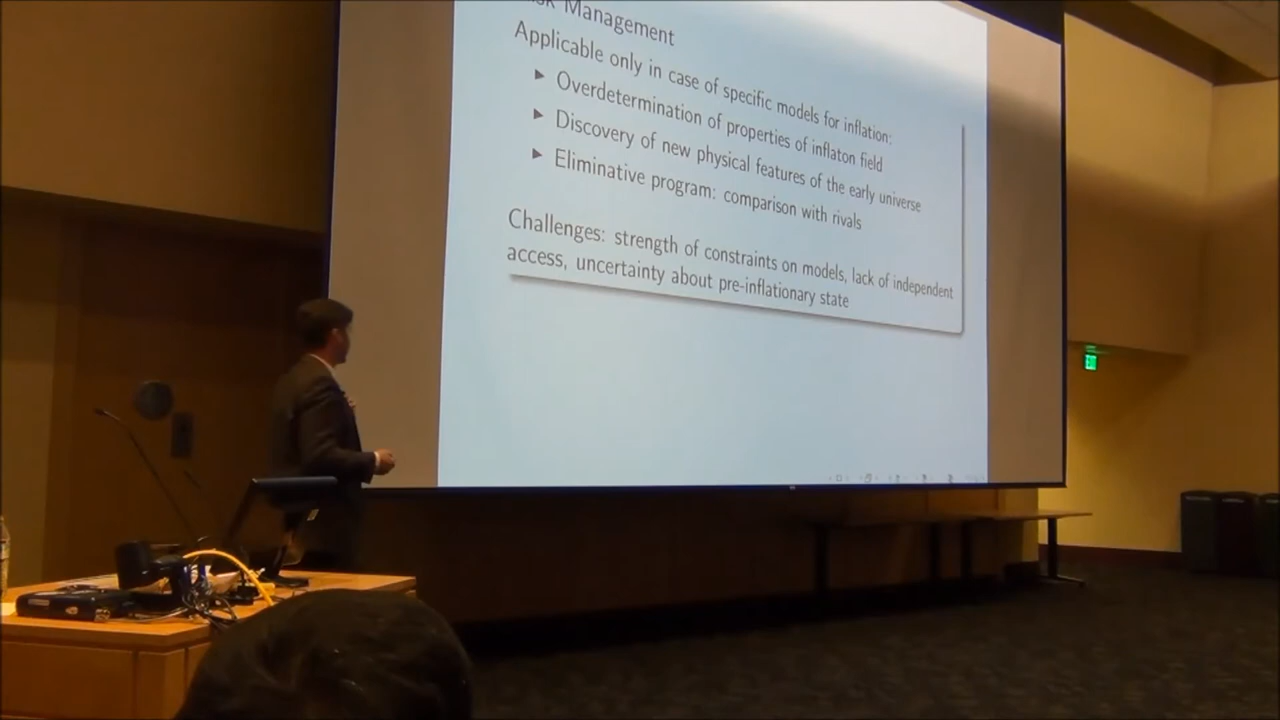 Management
Applicable only in case of specific models for inflation:
Overdetermination of properties of inflaton field
Discovery of new physical features of the early universe
Eliminative program: comparison with rivals
Challenges: strength of constraints on models, lack of independent
access, uncertainty about pre-inflationary state